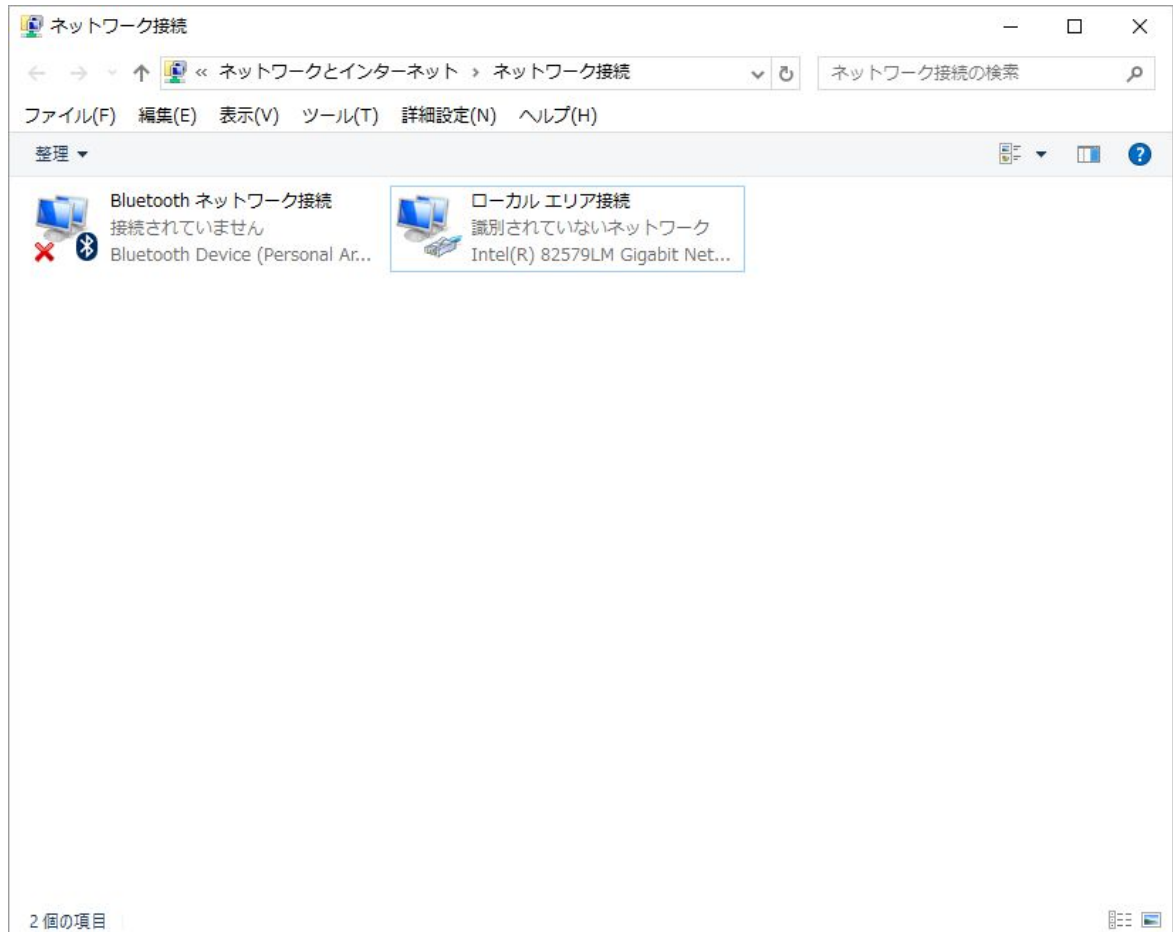 ネットワーク接続
« ネットワークとインターネット › ネットワーク接続
ネットワーク接続の検索
ファイル(F) 編集(E) 表示(V) ツール(T) 詳細設定(N) ヘルプ(H)
整理
Bluetooth ネットワーク接続
接続されていません
Bluetooth Device (Personal Ar...
ローカル エリア接続
識別されていないネットワーク
Intel(R) 82579LM Gigabit Net...
2 個の項目